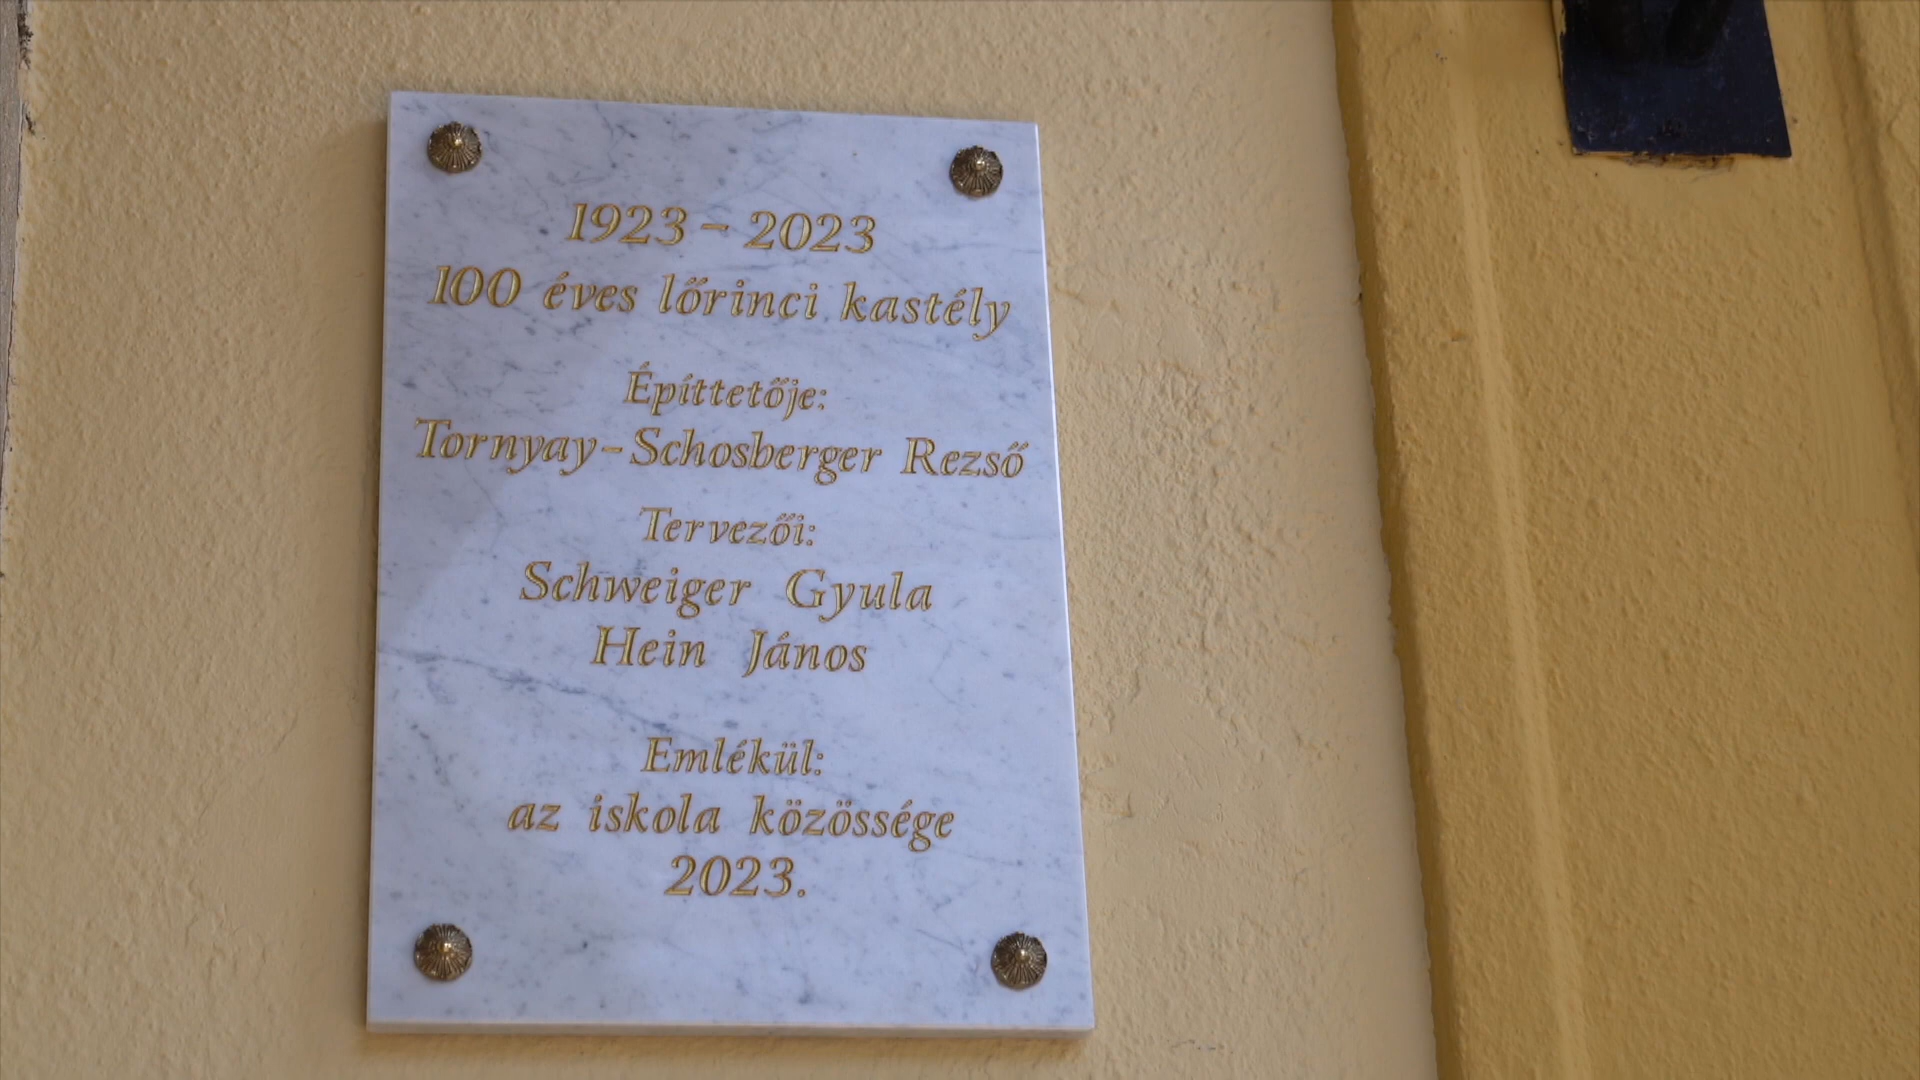 1923 – 2023
100 éves lőrinci kastély
Építtetője:
Tornyay-Schosberger Rezső
Tervezői:
Schweiger Gyula
Hein János
Emlékül:
az iskola közössége
2023.